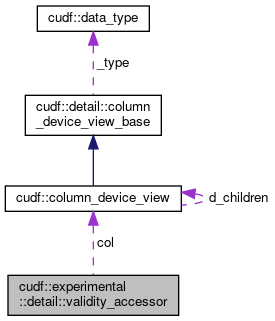 cudf::data_type
_type
cudf::detail::column
_device_view_base
cudf::column_device_view
d_children
col
cudf::experimental
::detail::validity_accessor